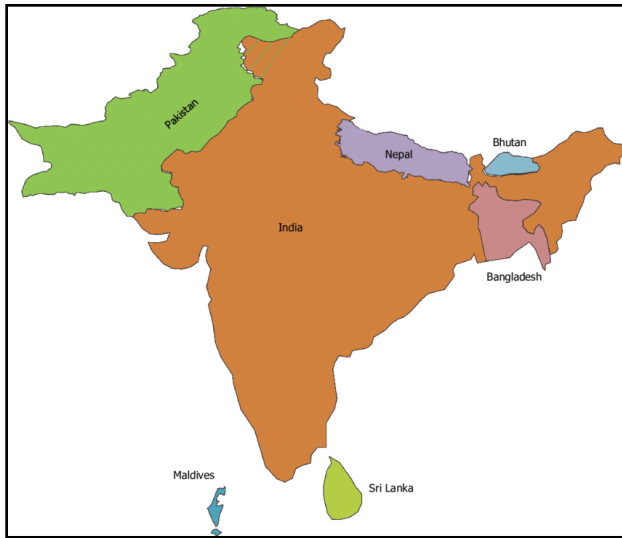 Pakistan
Bhutan
Nepal
India
Bangladesh
Maldives
Sri Lanka